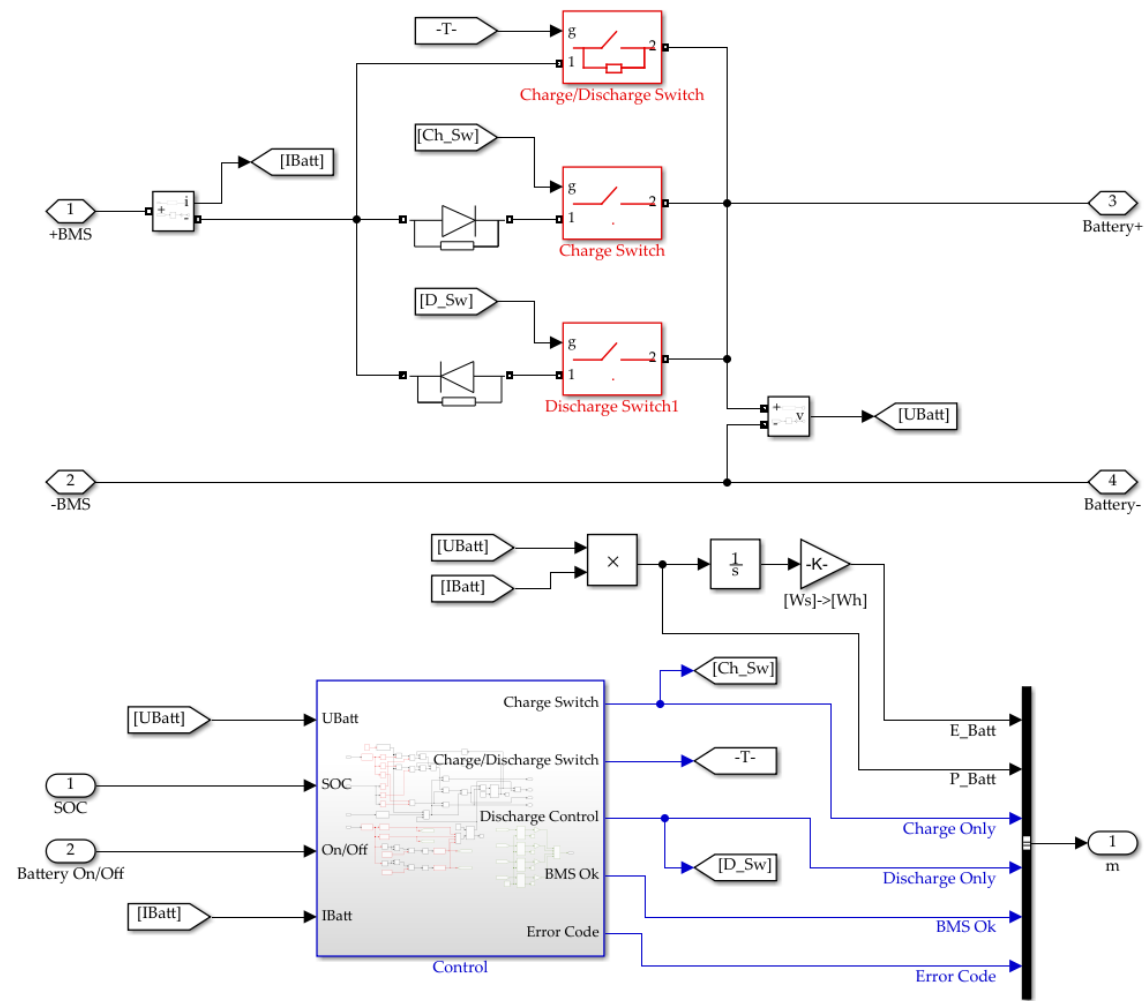 -T-
g
1
2
Charge/Discharge Switch
[Ch_Sw]
[IBatt]
g
1
2
Charge Switch
1
+BMS
+
i
-
3
Battery+
[D_Sw]
g
1
2
Discharge Switch1
+
-
v
[UBatt]
2
-BMS
4
Battery-
[UBatt]
[IBatt]
×
1
s
-K-
[Ws]->[Wh]
[Ch_Sw]
-T-
[D_Sw]
[UBatt]
1
SOC
2
Battery On/Off
[IBatt]
UBatt
SOC
On/Off
IBatt
Charge Switch
Charge/Discharge Switch
Discharge Control
BMS Ok
Error Code
Control
E_Batt
P_Batt
Charge Only
Discharge Only
BMS Ok
Error Code
1
m